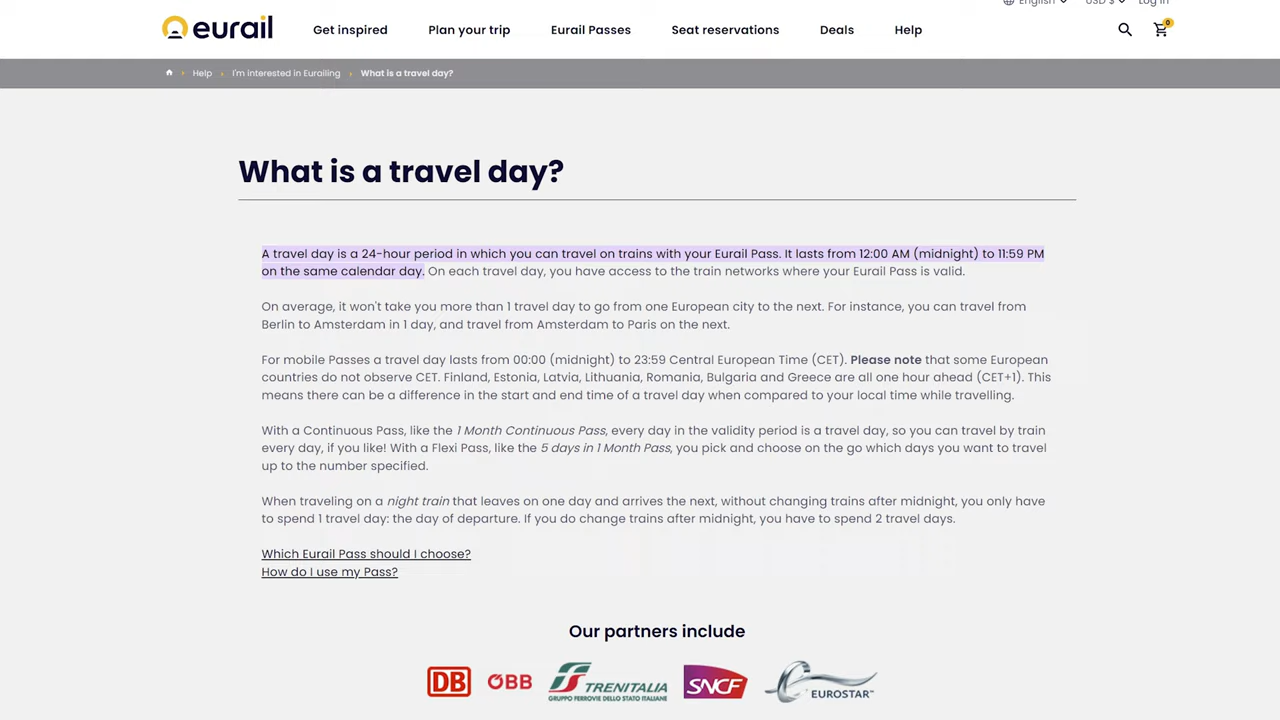 English USD $ Log in
eurail Get inspired Plan your trip Eurail Passes Seat reservations Deals Help 0
Help › I'm interested in Eurailing › What is a travel day?
What is a travel day?
A travel day is a 24-hour period in which you can travel on trains with your Eurail Pass. It lasts from 12:00 AM (midnight) to 11:59 PM
on the same calendar day. On each travel day, you have access to the train networks where your Eurail Pass is valid.
On average, it won't take you more than 1 travel day to go from one European city to the next. For instance, you can travel from
Berlin to Amsterdam in 1 day, and travel from Amsterdam to Paris on the next.
For mobile Passes a travel day lasts from 00:00 (midnight) to 23:59 Central European Time (CET). Please note that some European
countries do not observe CET. Finland, Estonia, Latvia, Lithuania, Romania, Bulgaria and Greece are all one hour ahead (CET+1). This
means there can be a difference in the start and end time of a travel day when compared to your local time while travelling.
With a Continuous Pass, like the 1 Month Continuous Pass, every day in the validity period is a travel day, so you can travel by train
every day, if you like! With a Flexi Pass, like the 5 days in 1 Month Pass, you pick and choose on the go which days you want to travel
up to the number specified.
When traveling on a night train that leaves on one day and arrives the next, without changing trains after midnight, you only have
to spend 1 travel day: the day of departure. If you do change trains after midnight, you have to spend 2 travel days.
Which Eurail Pass should I choose?
How do I use my Pass?
Our partners include
DB ÖBB TRENITALIA SNCF EUROSTAR
GRUPPO FERROVIE DELLO STATO ITALIANE